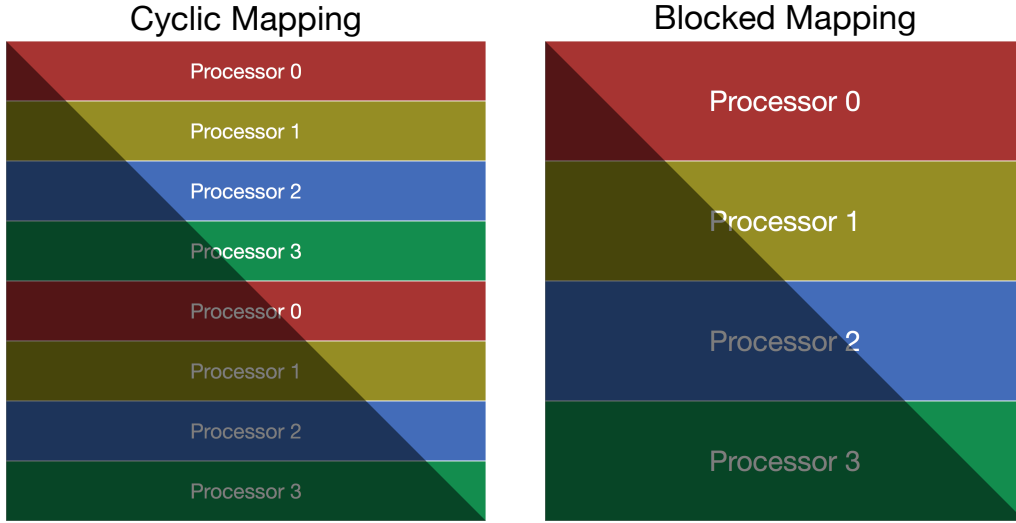 Cyclic Mapping
Processor 0
Processor 1
Processor 2
Processor 3
Processor 0
Processor 1
Processor 2
Processor 3
Blocked Mapping
Processor 0
Processor 1
Processor 2
Processor 3